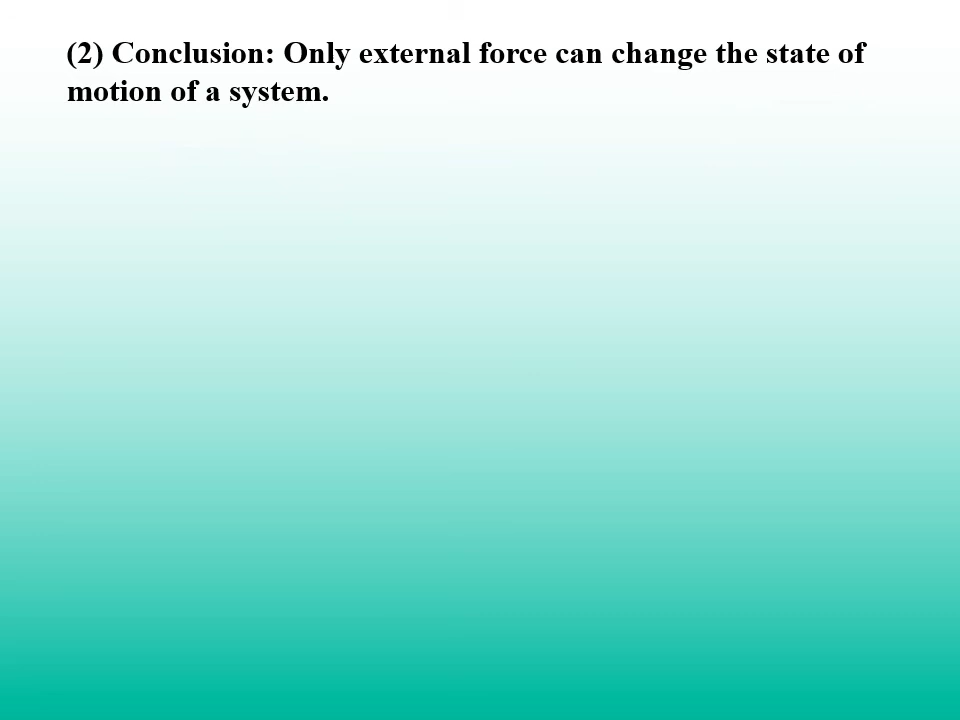 (2) Conclusion: Only external force can change the state of
motion of a system.